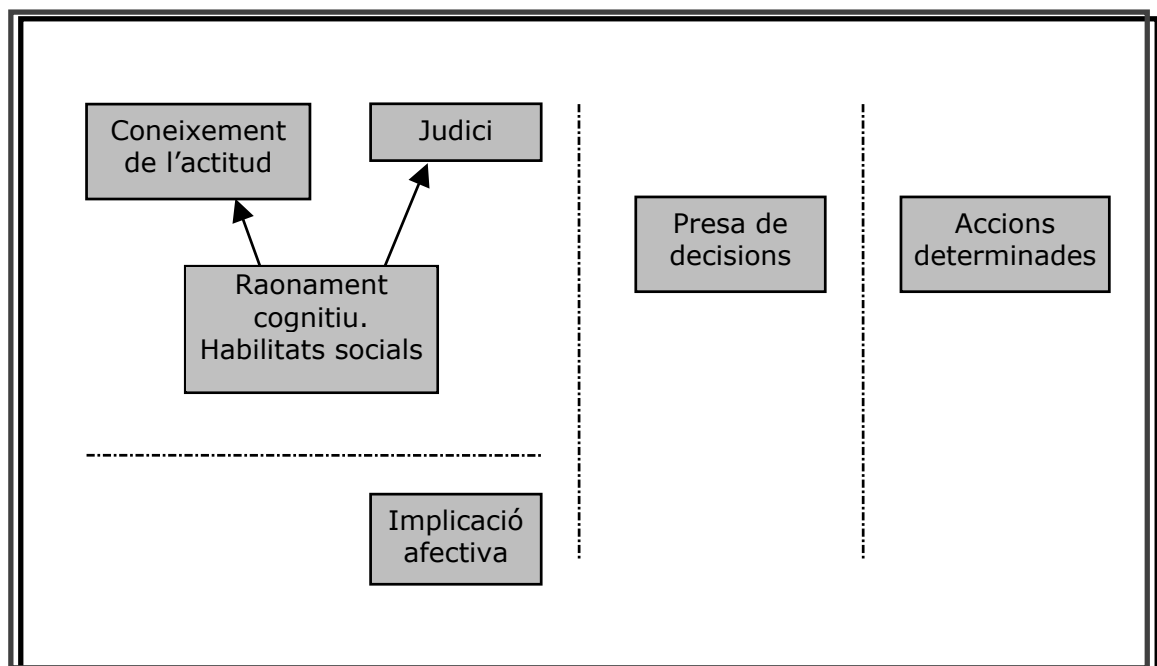 Coneixement
de l’actitud
Judici
Raonament
cognitiu.
Habilitats socials
Implicació
afectiva
Presa de
decisions
Accions
determinades